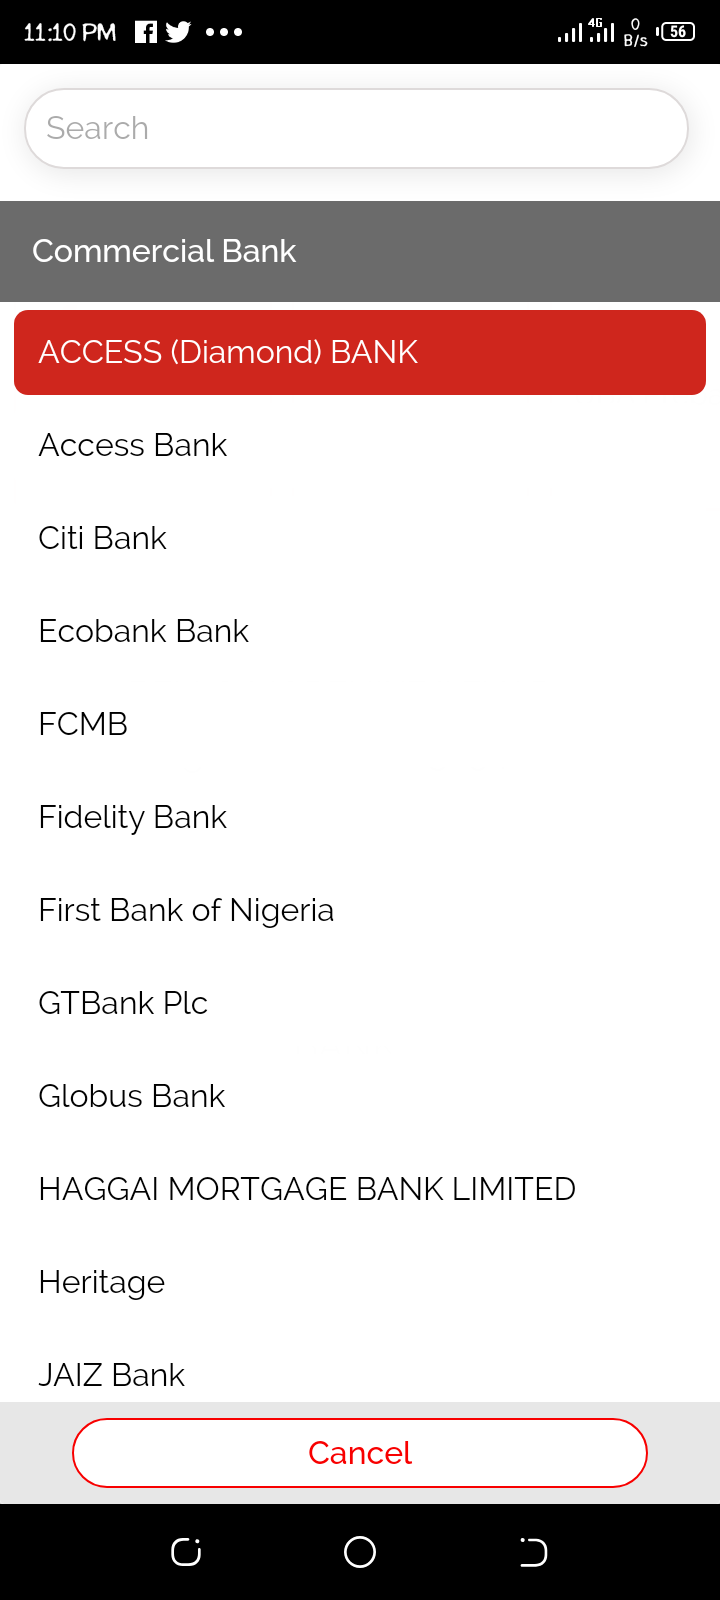 11:10 PM
4G
0
B/s
56
Search
Commercial Bank
ACCESS (Diamond) BANK
Access Bank
Citi Bank
Ecobank Bank
FCMB
Fidelity Bank
First Bank of Nigeria
GTBank Plc
Globus Bank
HAGGAI MORTGAGE BANK LIMITED
Heritage
JAIZ Bank
Cancel